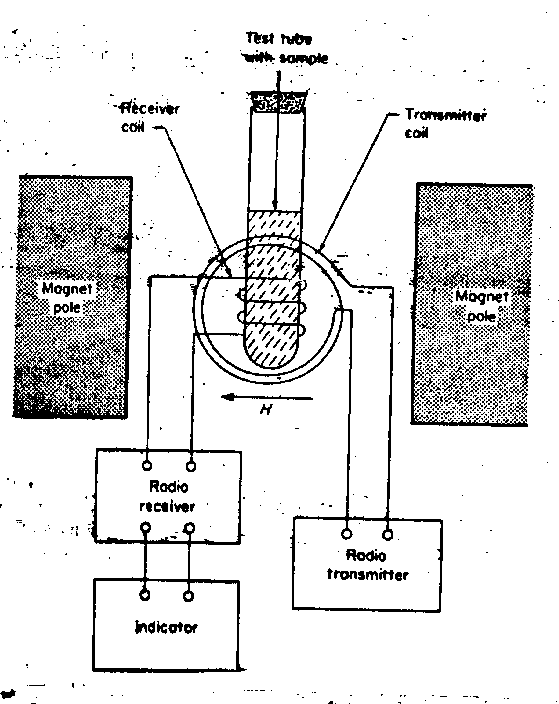 Test tube
with sample
Receiver
coil
Transmitter
coil
Magnet
pole
Magnet
pole
H
Radio
receiver
Radio
transmitter
indicator